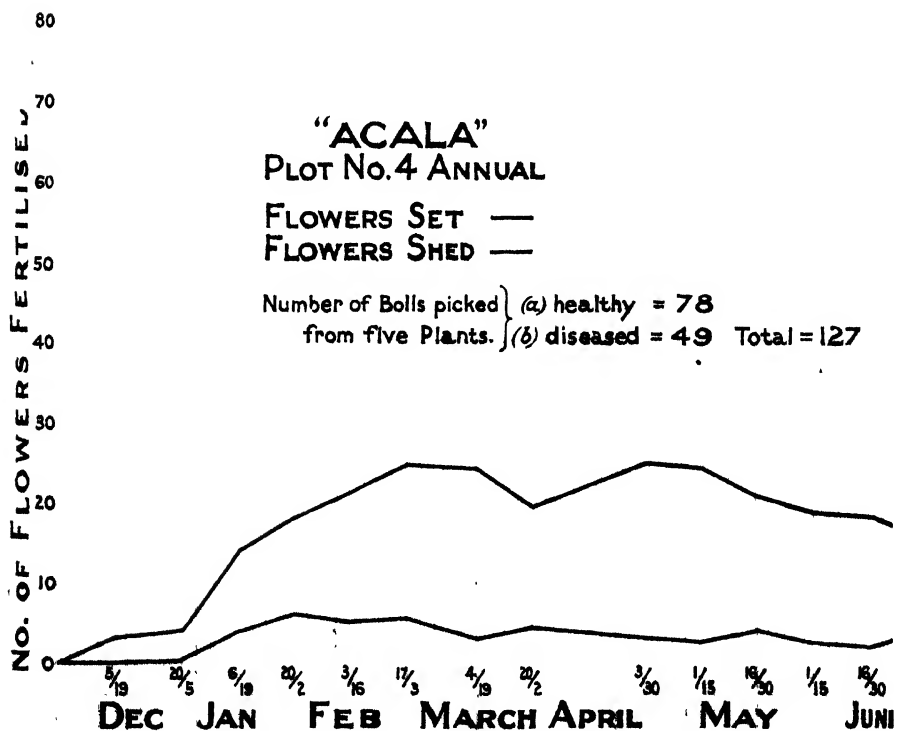 80
70
60
50
40
30
20
10
0
No. of Flowers Fertilised
"ACALA"
Plot No. 4 Annual
Flowers Set —
Flowers Shed —
Number of Bolls picked } (a) healthy = 78
from five Plants. } (b) diseased = 49 Total = 127
5/19 20/5 6/19 20/2 3/16 17/3 4/19 20/2 3/30 1/15 16/30 1/15 16/30
DEC JAN FEB MARCH APRIL MAY JUN